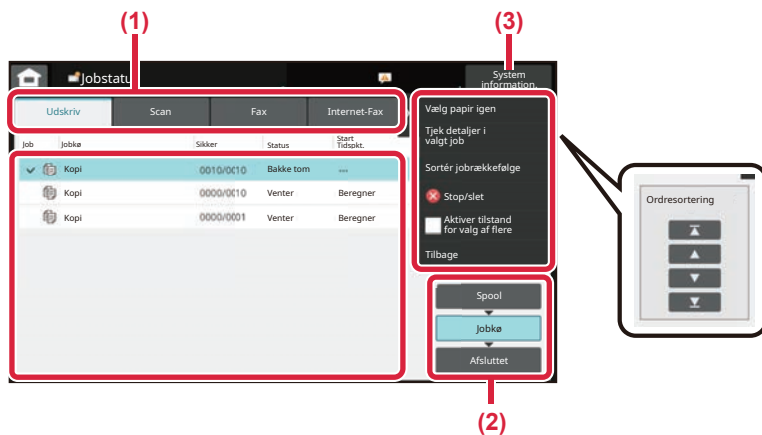 (1)
(3)
Jobstatu
System
information.
Udskriv
Scan
Fax
Internet-Fax
Job
Jobkø
Sikker
Status
Start
Tidspkt.
Kopi
0010/0010
Bakke tom
---
Kopi
0000/0010
Venter
Beregner
Kopi
0000/0001
Venter
Beregner
Vælg papir igen
Tjek detaljer i
valgt job
Sortér jobrækkefølge
Stop/slet
Aktiver tilstand
for valg af flere
Tilbage
Spool
Jobkø
Afsluttet
(2)
Ordresortering